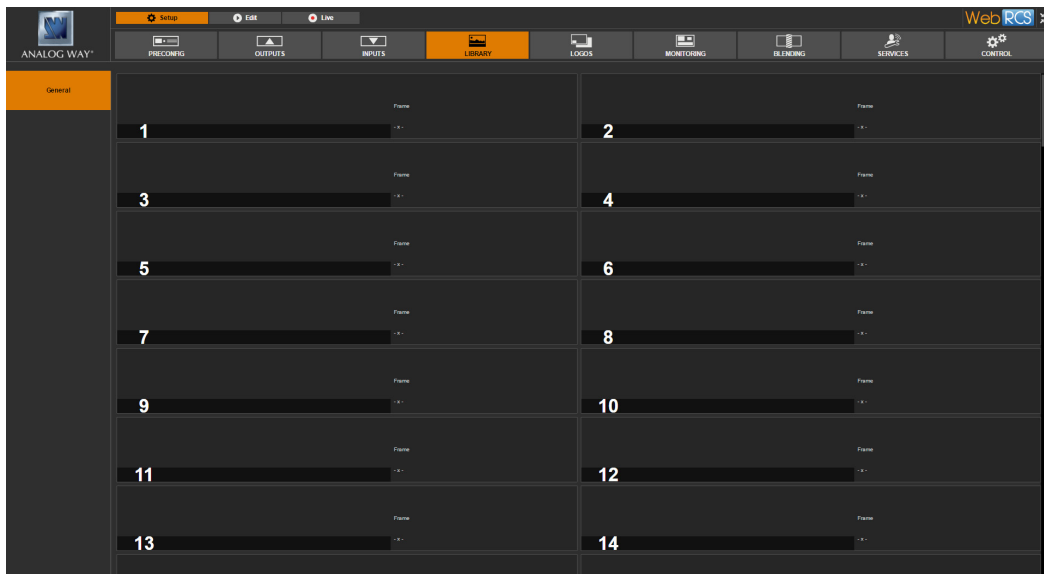 Setup Edit Live WebRCS
ANALOG WAY® PRECONFIG OUTPUTS INPUTS LIBRARY LOGOS MONITORING BLENDING SERVICES CONTROL
General
Frame Frame
1 - x - 2 - x -
Frame Frame
3 - x - 4 - x -
Frame Frame
5 - x - 6 - x -
Frame Frame
7 - x - 8 - x -
Frame Frame
9 - x - 10 - x -
Frame Frame
11 - x - 12 - x -
Frame Frame
13 - x - 14 - x -